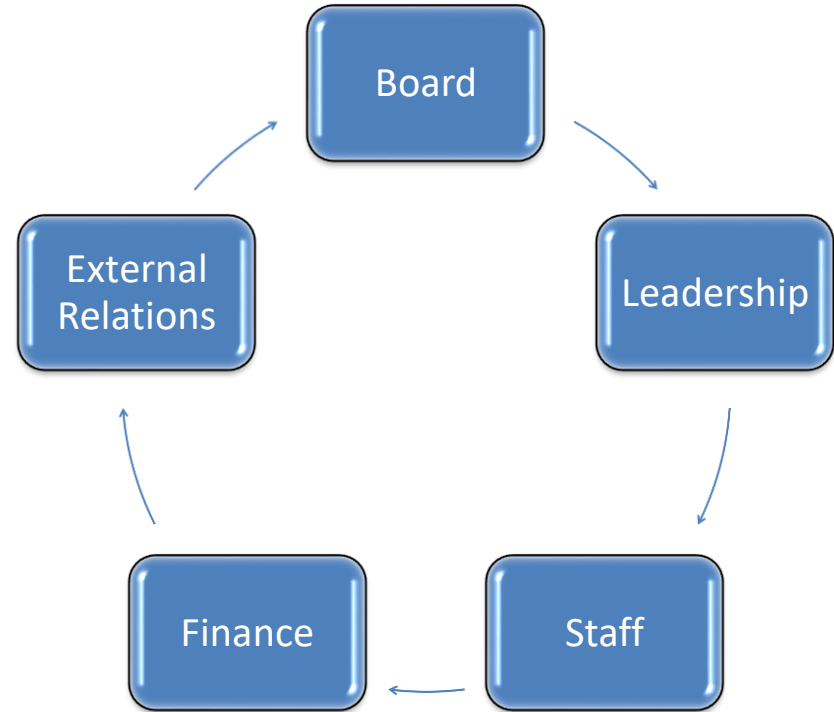 Board
Leadership
Staff
Finance
External
Relations